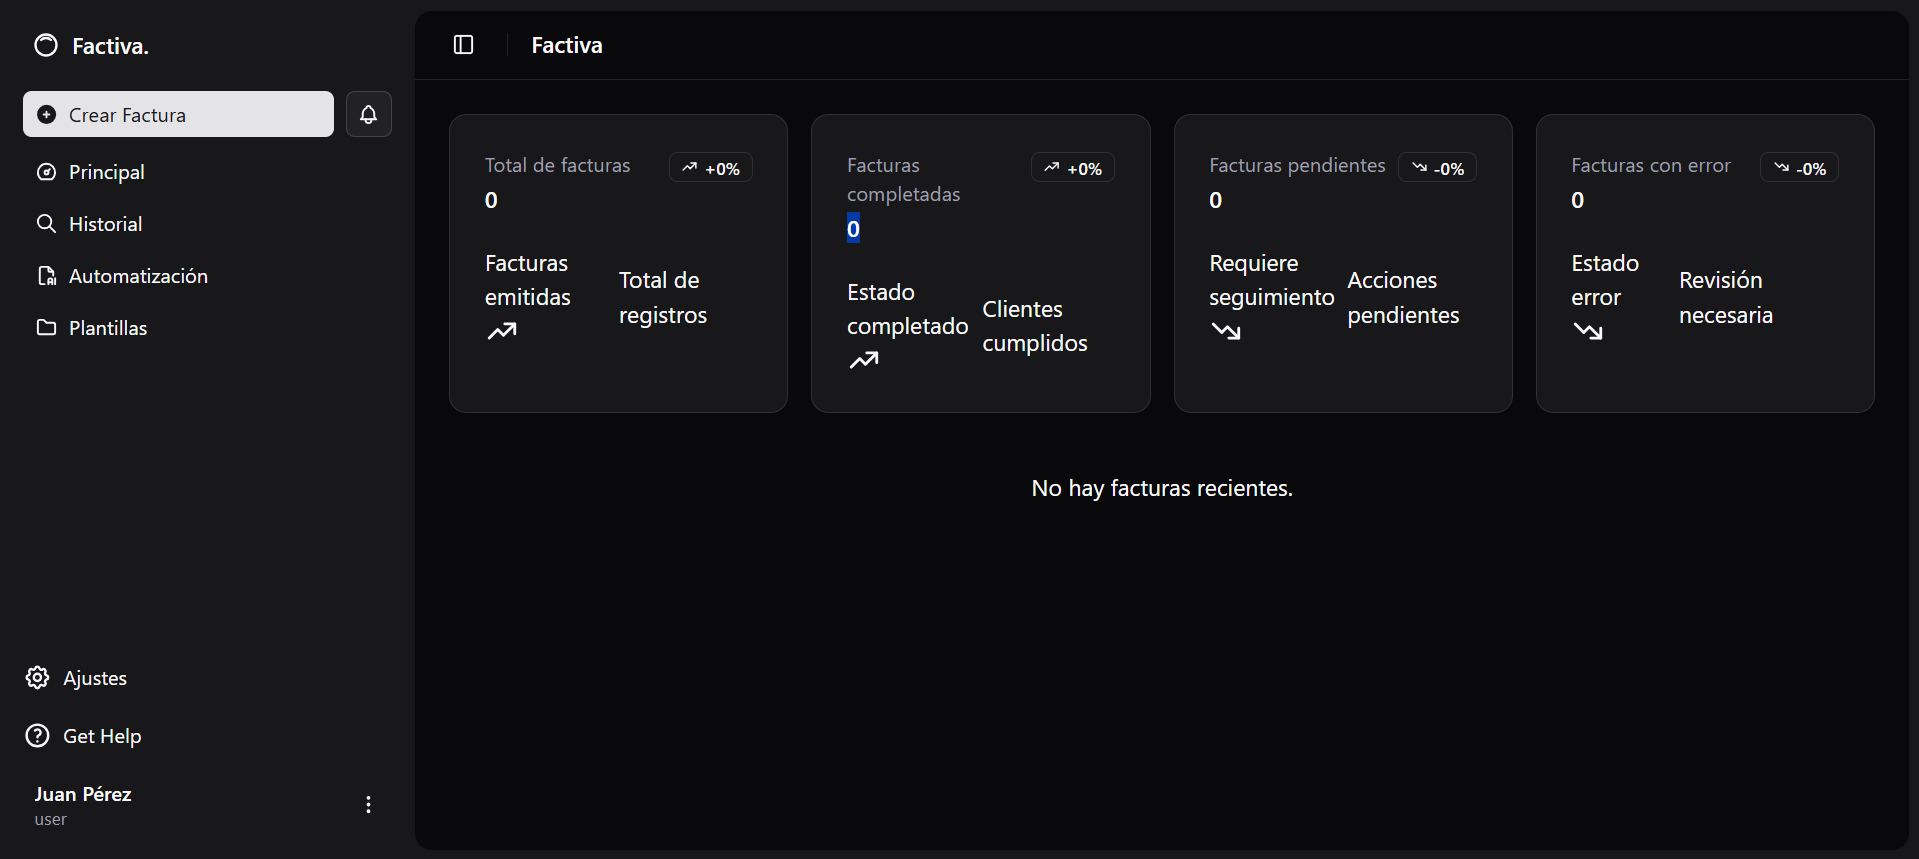 Factiva.
Crear Factura
Principal
Historial
Automatización
Plantillas
Ajustes
Get Help
Juan Pérez
user
Factiva
Total de facturas
+0%
0
Facturas
emitidas
Total de
registros
Facturas
completadas
+0%
0
Estado
completado
Clientes
cumplidos
Facturas pendientes
-0%
0
Requiere
seguimiento
Acciones
pendientes
Facturas con error
-0%
0
Estado
error
Revisión
necesaria
No hay facturas recientes.